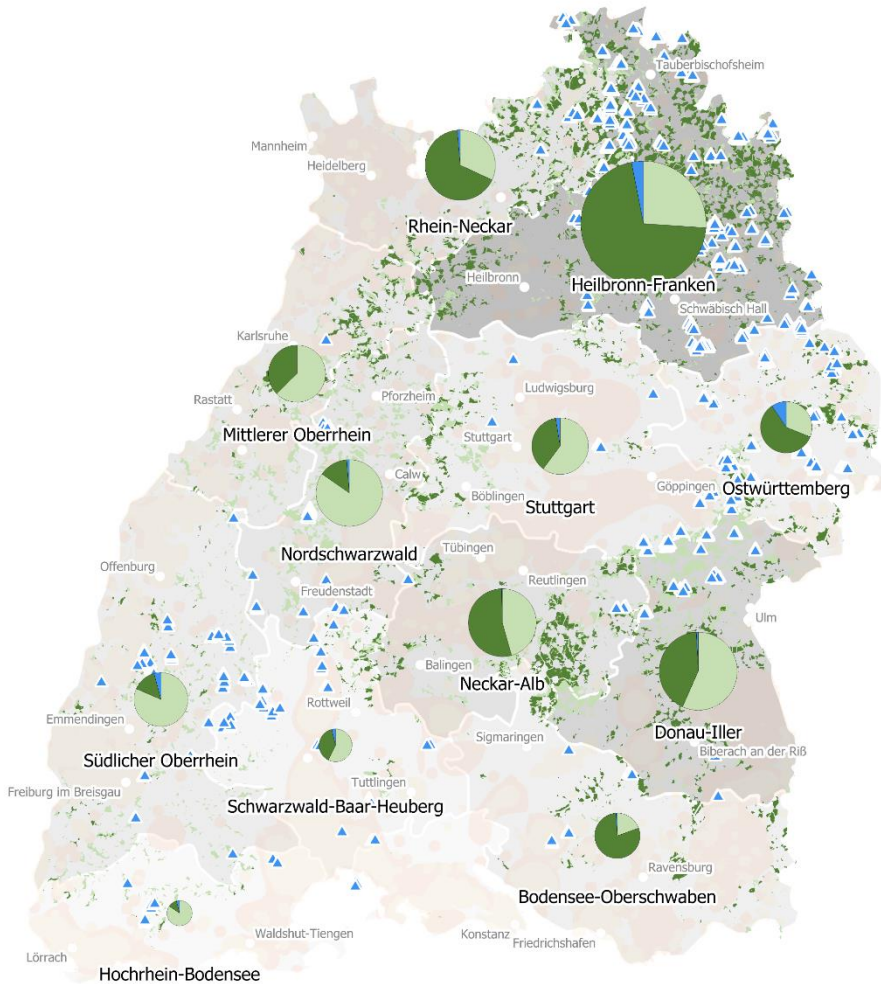 Tauberbischofsheim
Mannheim
Heidelberg
Rhein-Neckar
Heilbronn
Heilbronn-Franken
Schwäbisch Hall
Karlsruhe
Ludwigsburg
Rastatt
Pforzheim
Mittlerer Oberrhein
Stuttgart
Calw
Göppingen
Ostwürttemberg
Böblingen
Stuttgart
Nordschwarzwald
Tübingen
Offenburg
Reutlingen
Freudenstadt
Ulm
Balingen
Neckar-Alb
Rottweil
Emmendingen
Donau-Iller
Sigmaringen
Biberach an der Riß
Südlicher Oberrhein
Tuttlingen
Freiburg im Breisgau
Schwarzwald-Baar-Heuberg
Ravensburg
Bodensee-Oberschwaben
Waldshut-Tiengen
Konstanz
Friedrichshafen
Lörrach
Hochrhein-Bodensee